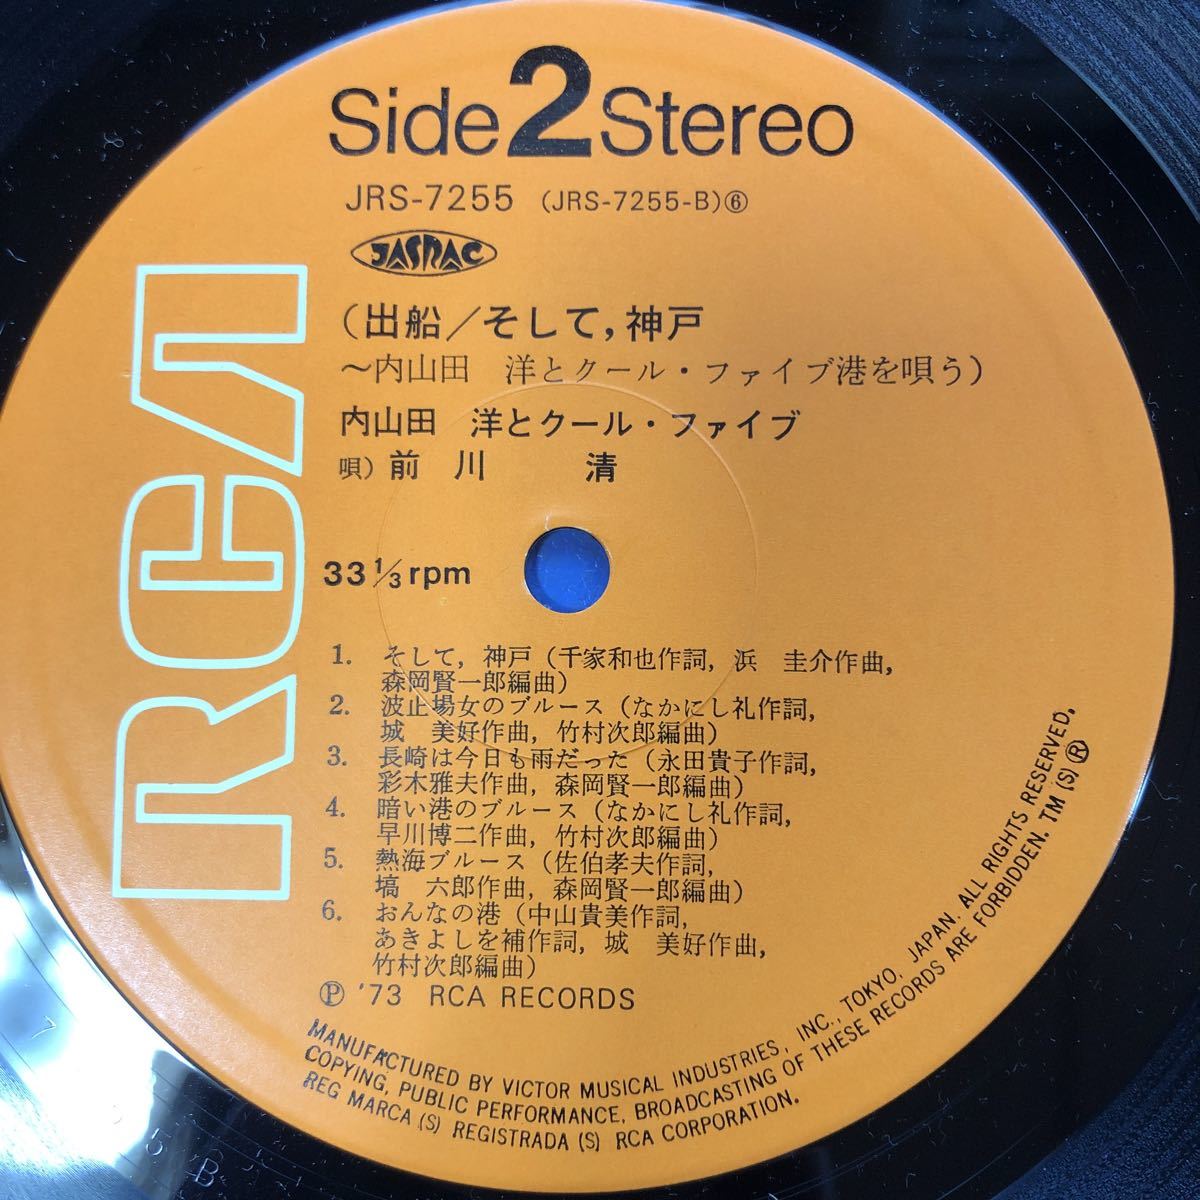 Side 2 Stereo
JRS-7255 (JRS-7255-B)⑥
JASRAC
(出船/そして,神戸
〜内山田 洋とクール・ファイブ港を唄う)
内山田 洋とクール・ファイブ
唄)前川 清
RCA
33 1/3 rpm
1. そして,神戸(千家和也作詞,浜 圭介作曲,
森岡賢一郎編曲)
2. 波止場女のブルース(なかにし礼作詞,
城 美好作曲,竹村次郎編曲)
3. 長崎は今日も雨だった(永田貴子作詞,
彩木雅夫作曲,森岡賢一郎編曲)
4. 暗い港のブルース(なかにし礼作詞,
早川博二作曲,竹村次郎編曲)
5. 熱海ブルース(佐伯孝夫作詞,
塙 六郎作曲,森岡賢一郎編曲)
6. おんなの港(中山貴美作詞,
あきよしを補作詞,城 美好作曲,
竹村次郎編曲)
Ⓟ '73 RCA RECORDS
MANUFACTURED BY VICTOR MUSICAL INDUSTRIES, INC., TOKYO, JAPAN. ALL RIGHTS RESERVED,
COPYING, PUBLIC PERFORMANCE, BROADCASTING OF THESE RECORDS ARE FORBIDDEN. TM (S) ®
REG MARCA (S) REGISTRADA (S) RCA CORPORATION.